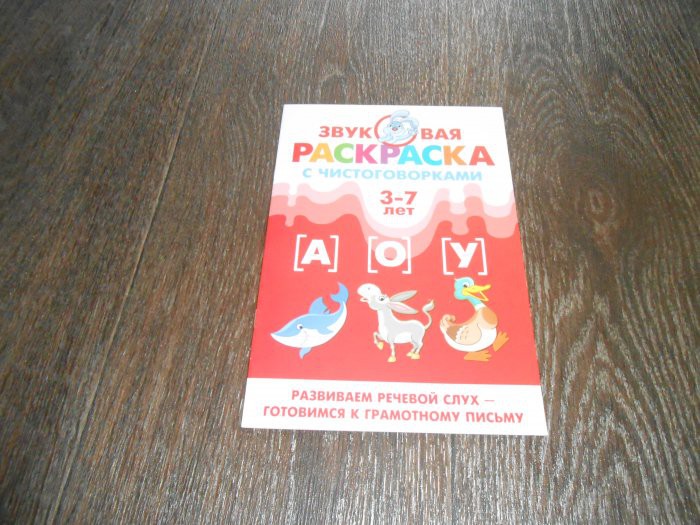 ЗВУКОВАЯ
РАСКРАСКА
С ЧИСТОГОВОРКАМИ
3-7
лет
[А] [О] [У]
РАЗВИВАЕМ РЕЧЕВОЙ СЛУХ –
ГОТОВИМСЯ К ГРАМОТНОМУ ПИСЬМУ